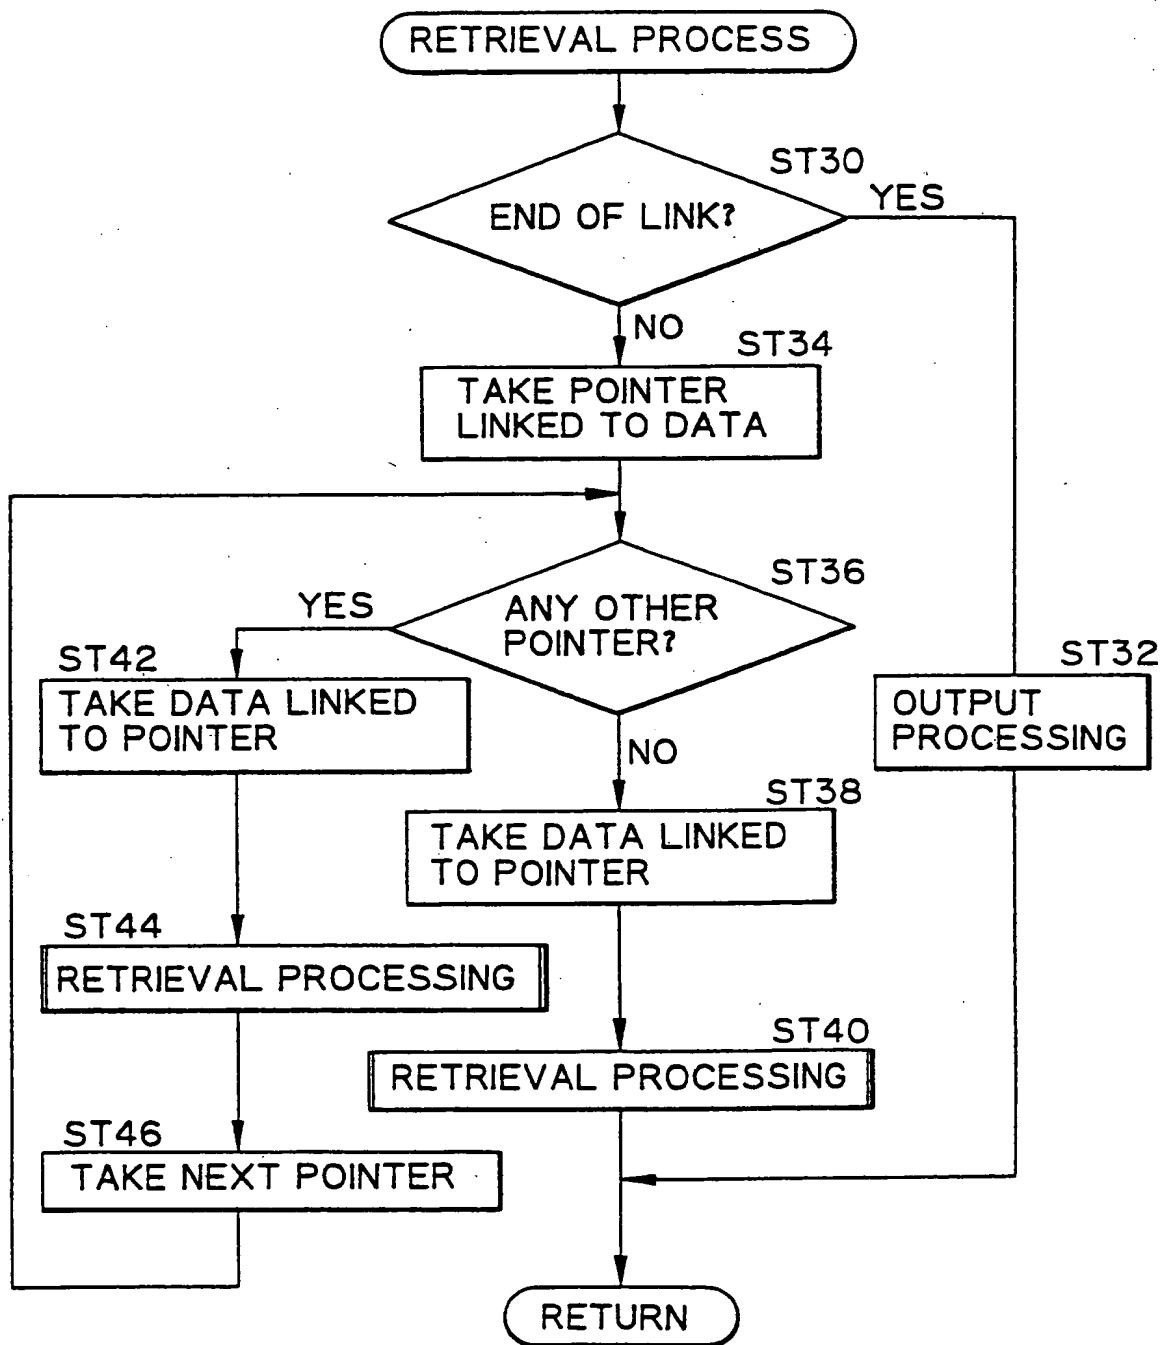 RETRIEVAL PROCESS
ST30
END OF LINK?
YES
NO
ST34
TAKE POINTER
LINKED TO DATA
ST36
ANY OTHER
POINTER?
YES
ST42
TAKE DATA LINKED
TO POINTER
ST32
OUTPUT
PROCESSING
NO
ST38
TAKE DATA LINKED
TO POINTER
ST44
RETRIEVAL PROCESSING
ST40
RETRIEVAL PROCESSING
ST46
TAKE NEXT POINTER
RETURN